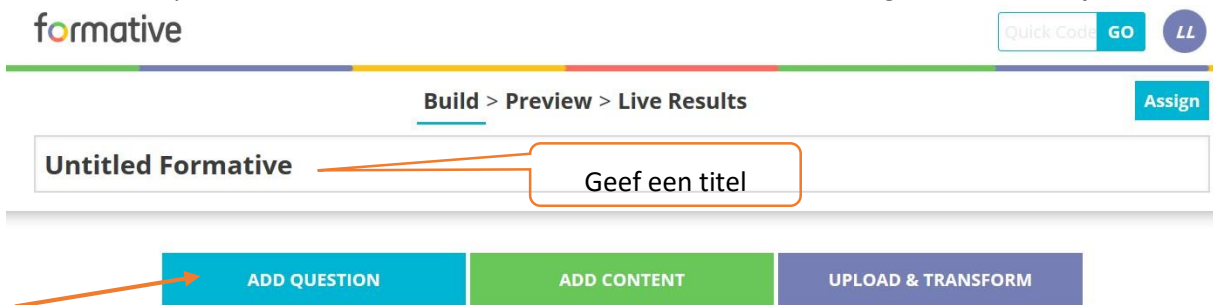 formative
Quick Code GO LL
Build > Preview > Live Results
Assign
Untitled Formative
Geef een titel
ADD QUESTION ADD CONTENT UPLOAD & TRANSFORM